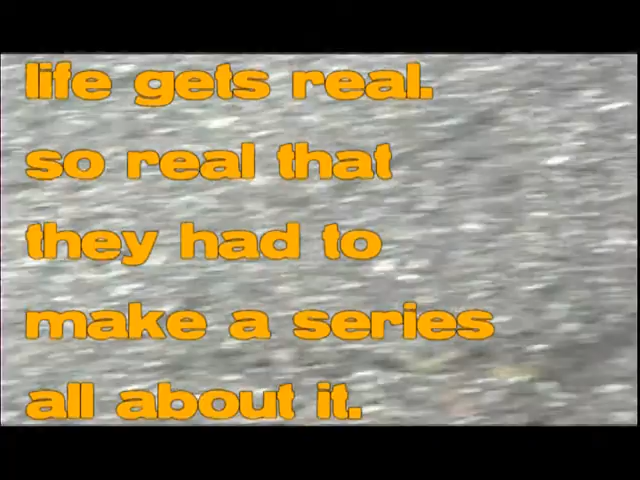 life gets real.
so real that
they had to
make a series
all about it.